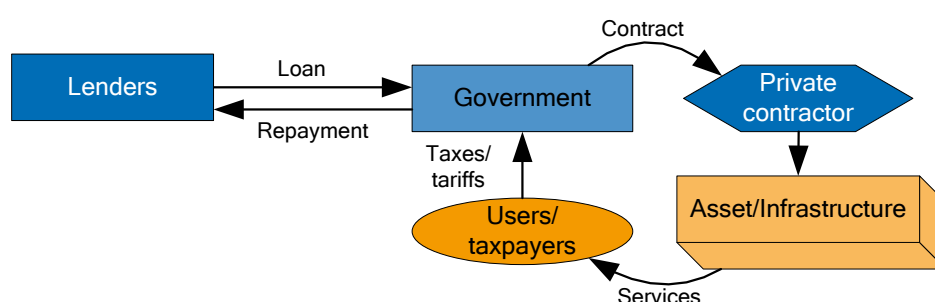 Contract
Lenders
Loan
Repayment
Government
Private
contractor
Taxes/
tariffs
Users/
taxpayers
Asset/Infrastructure
Services